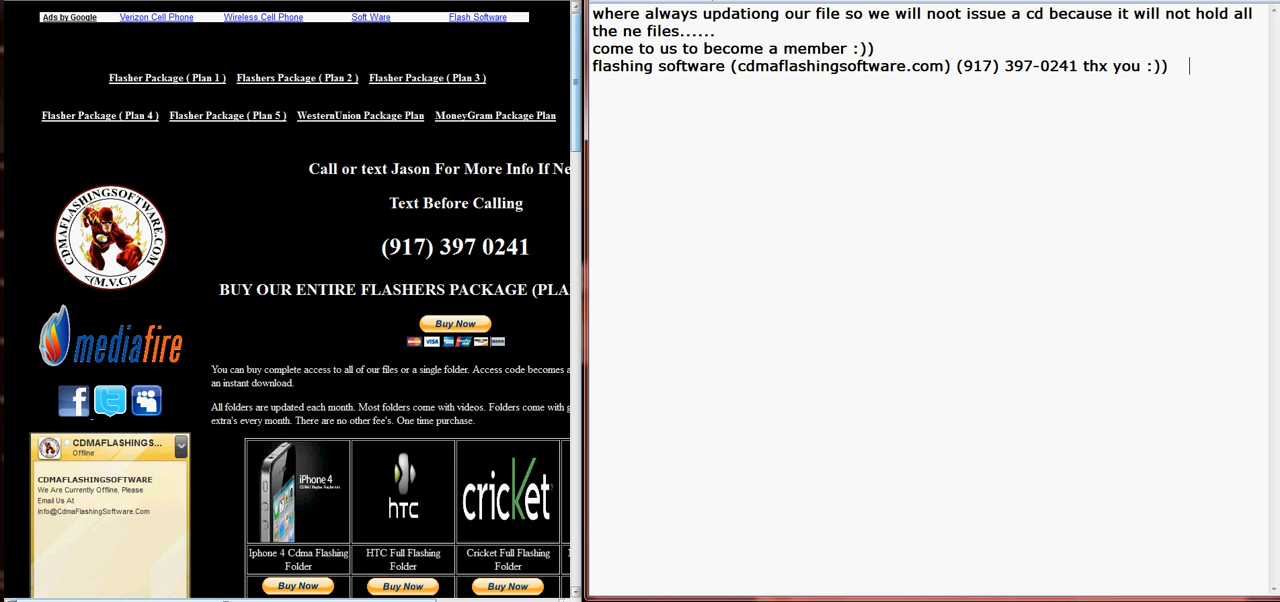 Ads by Google Verizon Cell Phone Wireless Cell Phone Soft Ware Flash Software
Flasher Package ( Plan 1 ) Flashers Package ( Plan 2 ) Flasher Package ( Plan 3 )
Flasher Package ( Plan 4 ) Flasher Package ( Plan 5 ) WesternUnion Package Plan MoneyGram Package Plan
Call or text Jason For More Info If Ne
Text Before Calling
(917) 397 0241
BUY OUR ENTIRE FLASHERS PACKAGE (PLA
Buy Now
VISA
CDMAFLASHINGSOFTWARE.COM
<(M.V.C)>
mediafire
You can buy complete access to all of our files or a single folder. Access code becomes a
an instant download.
All folders are updated each month. Most folders come with videos. Folders come with g
extra's every month. There are no other fee's. One time purchase.
CDMAFLASHINGS...
Offline
CDMAFLASHINGSOFTWARE
We Are Currently Offline. Please
Email Us At
Info@CdmaFlashingSoftware.Com
iPhone 4
hTC
cricket
Iphone 4 Cdma Flashing
Folder
HTC Full Flashing
Folder
Cricket Full Flashing
Folder
Buy Now Buy Now Buy Now
where always updationg our file so we will noot issue a cd because it will not hold all
the ne files......
come to us to become a member :))
flashing software (cdmaflashingsoftware.com) (917) 397-0241 thx you :))